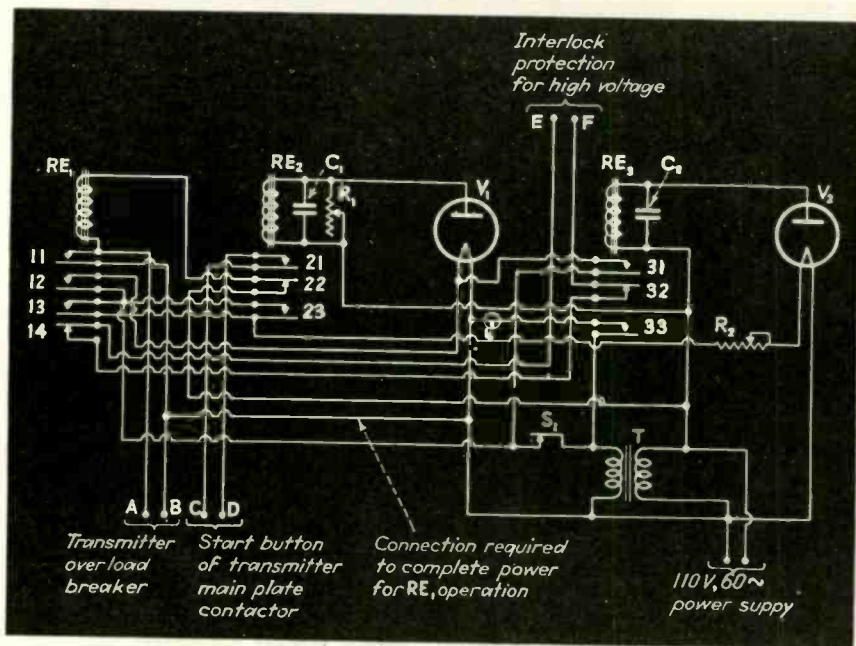 Interlock
protection
for high voltage
E F
RE₁
RE₂
C₁
R₁
V₁
RE₃
C₂
V₂
11
12
13
14
21
22
23
31
32
33
R₂
S₁
T
A B C D
Transmitter
overload
breaker
Start button
of transmitter
main plate
contactor
Connection required
to complete power
for RE₁ operation
110V, 60~
power suppy